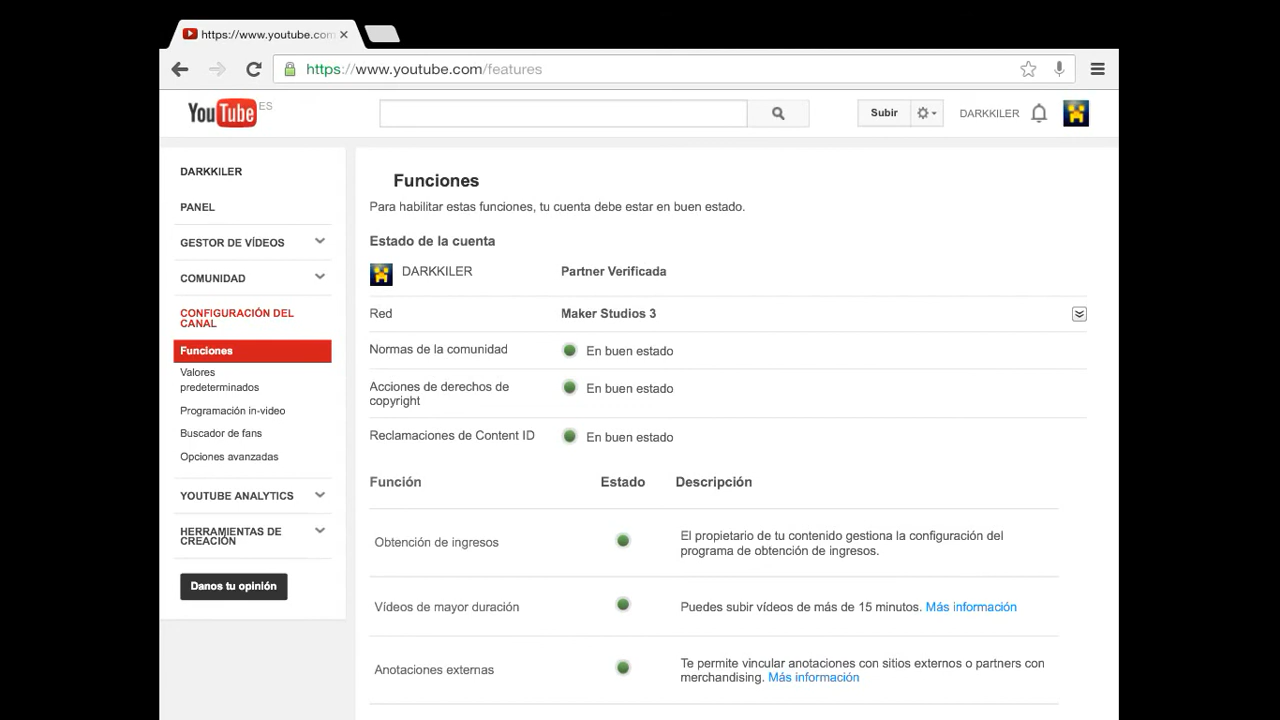 https://www.youtube.com
https://www.youtube.com/features
YouTube ES
Subir
DARKKILER
DARKKILER
PANEL
GESTOR DE VÍDEOS
COMUNIDAD
CONFIGURACIÓN DEL
CANAL
Funciones
Valores
predeterminados
Programación in-video
Buscador de fans
Opciones avanzadas
YOUTUBE ANALYTICS
HERRAMIENTAS DE
CREACIÓN
Danos tu opinión
Funciones
Para habilitar estas funciones, tu cuenta debe estar en buen estado.
Estado de la cuenta
DARKKILER Partner Verificada
Red Maker Studios 3
Normas de la comunidad En buen estado
Acciones de derechos de
copyright En buen estado
Reclamaciones de Content ID En buen estado
Función Estado Descripción
Obtención de ingresos El propietario de tu contenido gestiona la configuración del
programa de obtención de ingresos.
Vídeos de mayor duración Puedes subir vídeos de más de 15 minutos. Más información
Anotaciones externas Te permite vincular anotaciones con sitios externos o partners con
merchandising. Más información